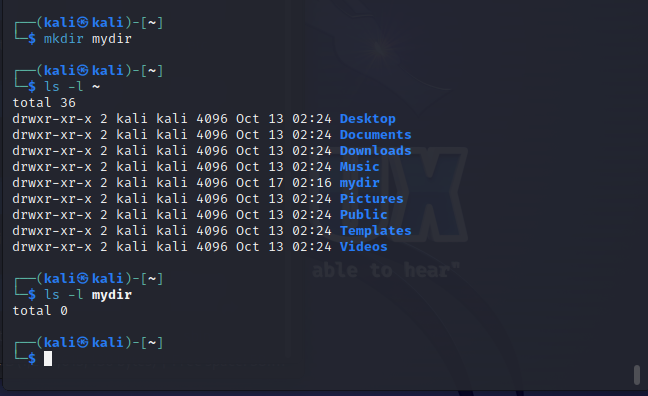 ┌──(kali㉿kali)-[~]
└─$ mkdir mydir
┌──(kali㉿kali)-[~]
└─$ ls -l ~
total 36
drwxr-xr-x 2 kali kali 4096 Oct 13 02:24 Desktop
drwxr-xr-x 2 kali kali 4096 Oct 13 02:24 Documents
drwxr-xr-x 2 kali kali 4096 Oct 13 02:24 Downloads
drwxr-xr-x 2 kali kali 4096 Oct 13 02:24 Music
drwxr-xr-x 2 kali kali 4096 Oct 17 02:16 mydir
drwxr-xr-x 2 kali kali 4096 Oct 13 02:24 Pictures
drwxr-xr-x 2 kali kali 4096 Oct 13 02:24 Public
drwxr-xr-x 2 kali kali 4096 Oct 13 02:24 Templates
drwxr-xr-x 2 kali kali 4096 Oct 13 02:24 Videos
able to hear"
┌──(kali㉿kali)-[~]
└─$ ls -l mydir
total 0
┌──(kali㉿kali)-[~]
└─$